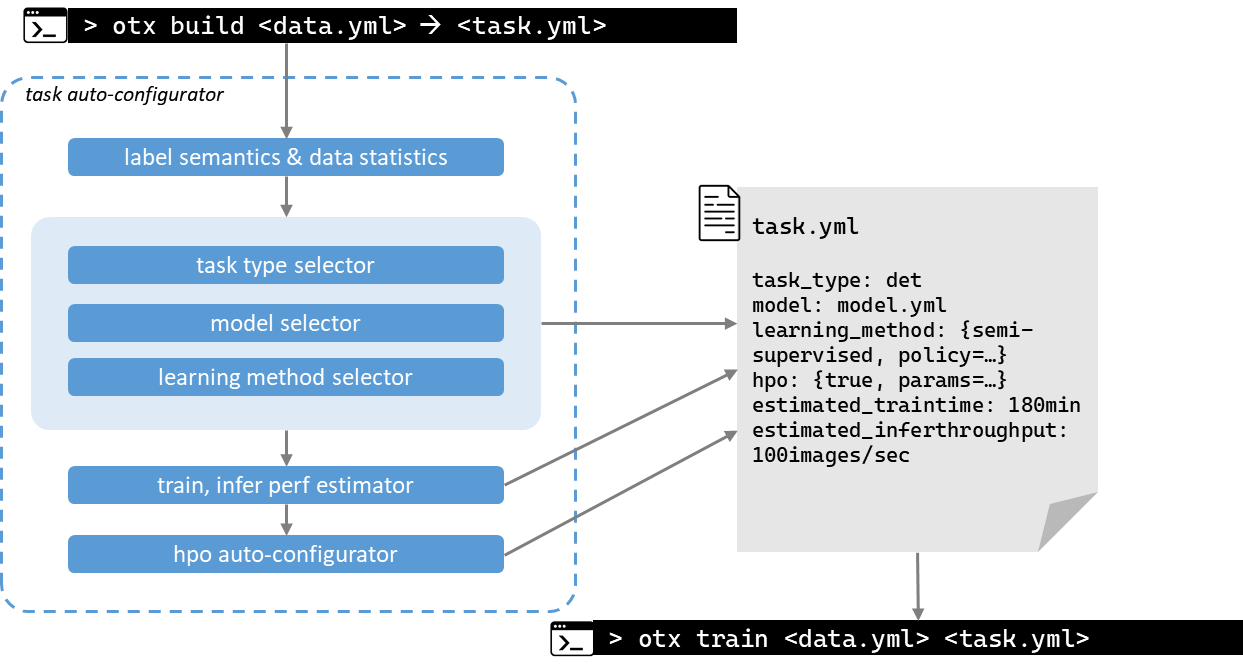 > otx build <data.yml> → <task.yml>
task auto-configurator
label semantics & data statistics
task type selector
model selector
learning method selector
train, infer perf estimator
hpo auto-configurator
task.yml
task_type: det
model: model.yml
learning_method: {semi-
supervised, policy=…}
hpo: {true, params=…}
estimated_traintime: 180min
estimated_inferthroughput:
100images/sec
> otx train <data.yml> <task.yml>